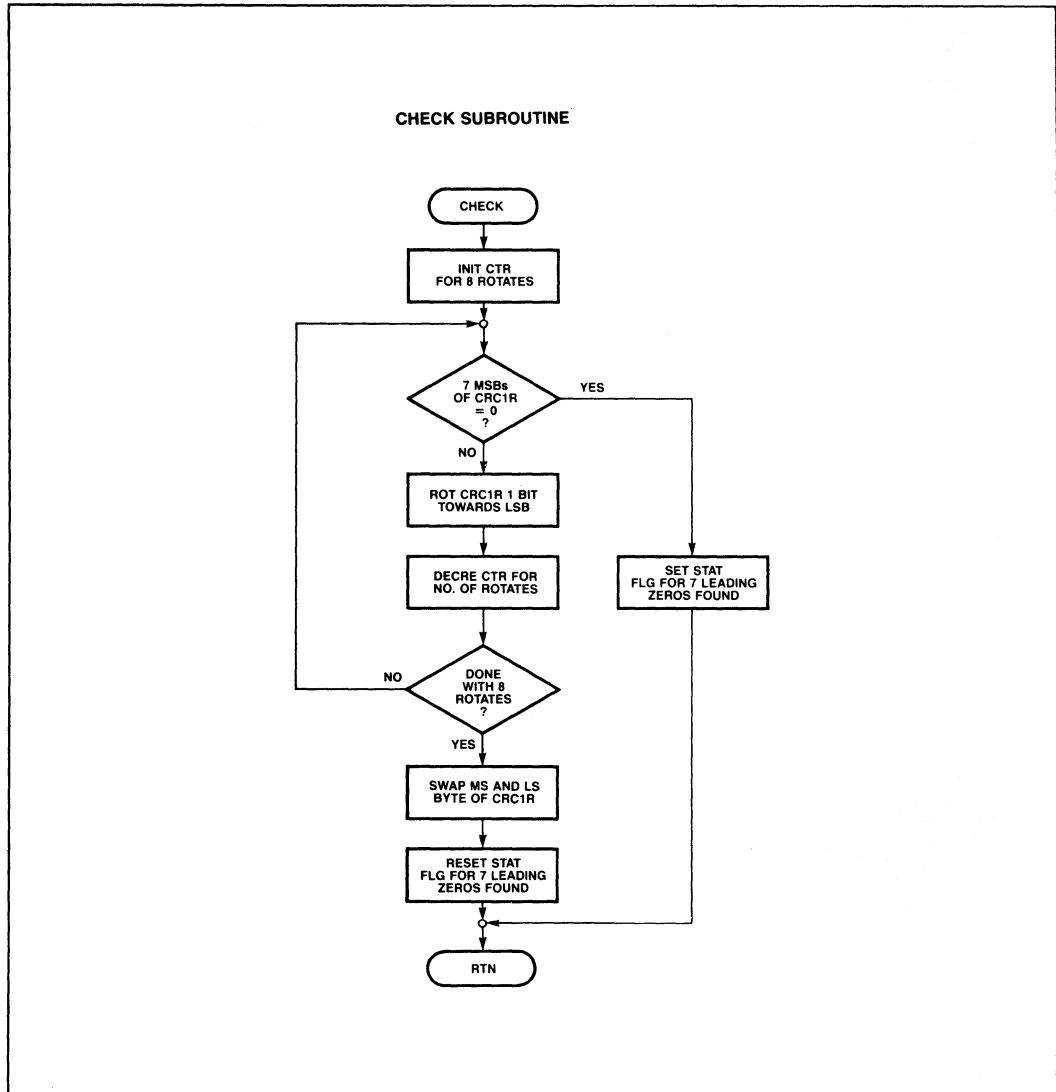 CHECK SUBROUTINE
CHECK
INIT CTR
FOR 8 ROTATES
7 MSBs
OF CRC1R
= 0
?
YES
NO
ROT CRC1R 1 BIT
TOWARDS LSB
DECRE CTR FOR
NO. OF ROTATES
SET STAT
FLG FOR 7 LEADING
ZEROS FOUND
DONE
WITH 8
ROTATES
?
NO
YES
SWAP MS AND LS
BYTE OF CRC1R
RESET STAT
FLG FOR 7 LEADING
ZEROS FOUND
RTN